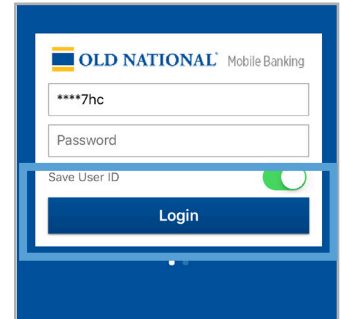 OLD NATIONAL® Mobile Banking
****7hc
Password
Save User ID
Login